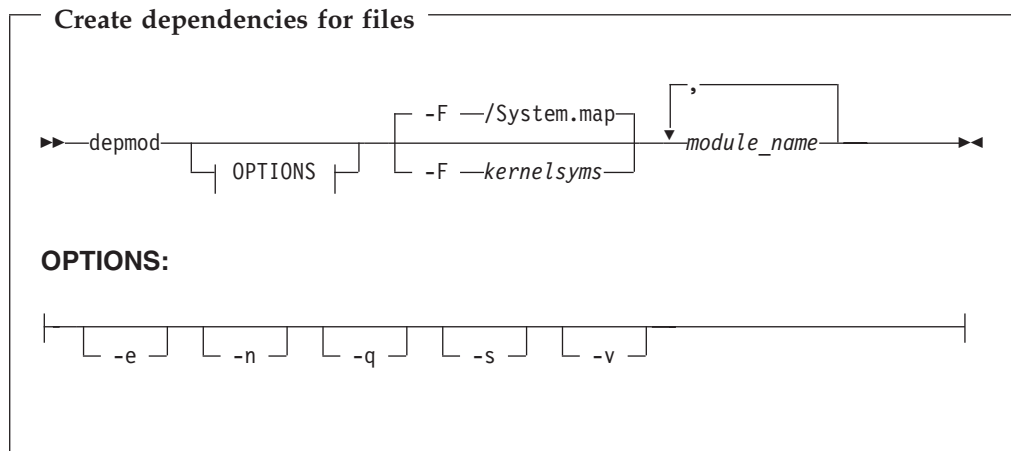 Create dependencies for files
,
-F /System.map
depmod module_name
OPTIONS -F kernelsyms
OPTIONS:
-e -n -q -s -v